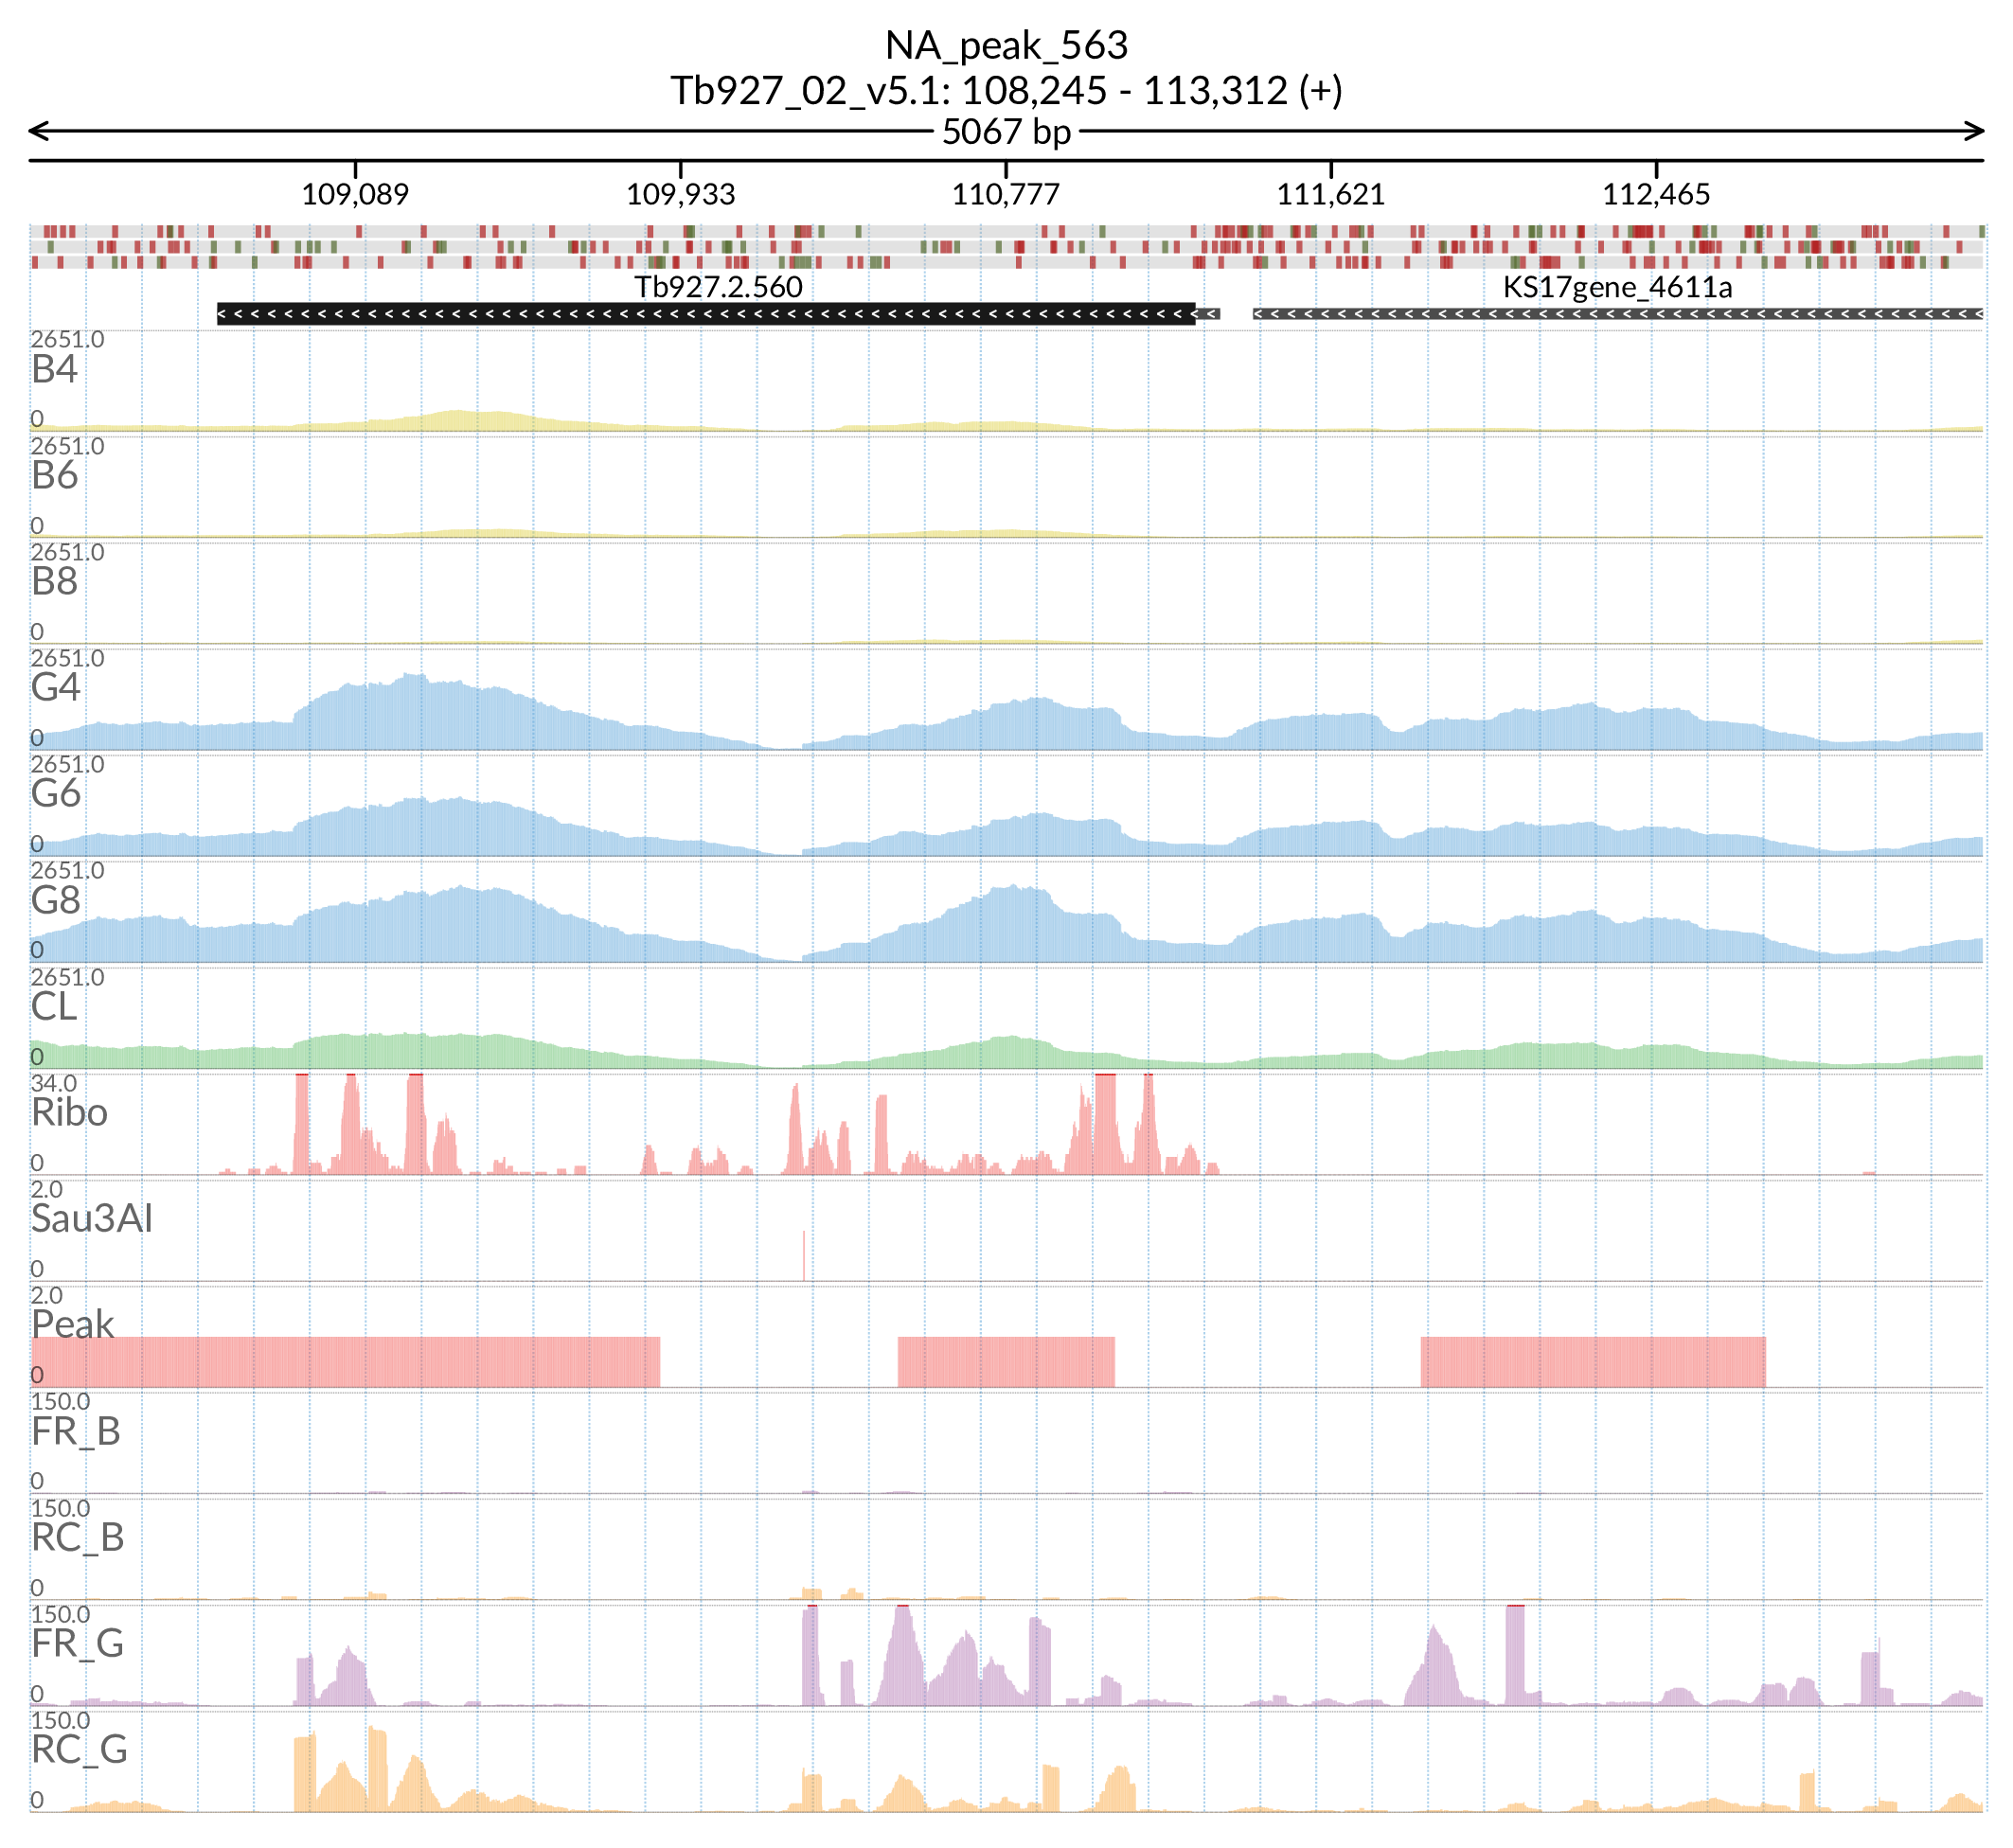 NA_peak_563
Tb927_02_v5.1: 108,245 - 113,312 (+)
5067 bp
109,089 109,933 110,777 111,621 112,465
Tb927.2.560 KS17gene_4611a
2651.0
B4
0
2651.0
B6
0
2651.0
B8
0
2651.0
G4
0
2651.0
G6
0
2651.0
G8
0
2651.0
CL
0
34.0
Ribo
0
2.0
Sau3AI
0
2.0
Peak
0
150.0
FR_B
0
150.0
RC_B
0
150.0
FR_G
0
150.0
RC_G
0